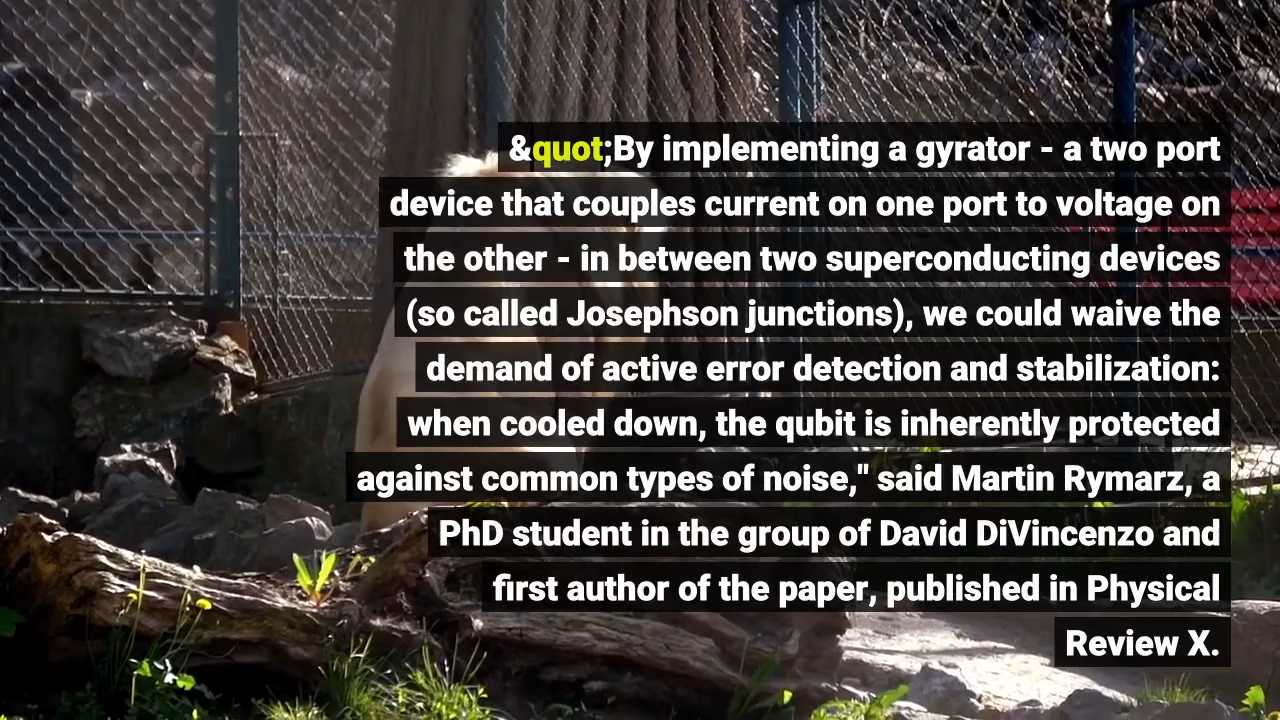 &quot;By implementing a gyrator - a two port
device that couples current on one port to voltage on
the other - in between two superconducting devices
(so called Josephson junctions), we could waive the
demand of active error detection and stabilization:
when cooled down, the qubit is inherently protected
against common types of noise," said Martin Rymarz, a
PhD student in the group of David DiVincenzo and
first author of the paper, published in Physical
Review X.